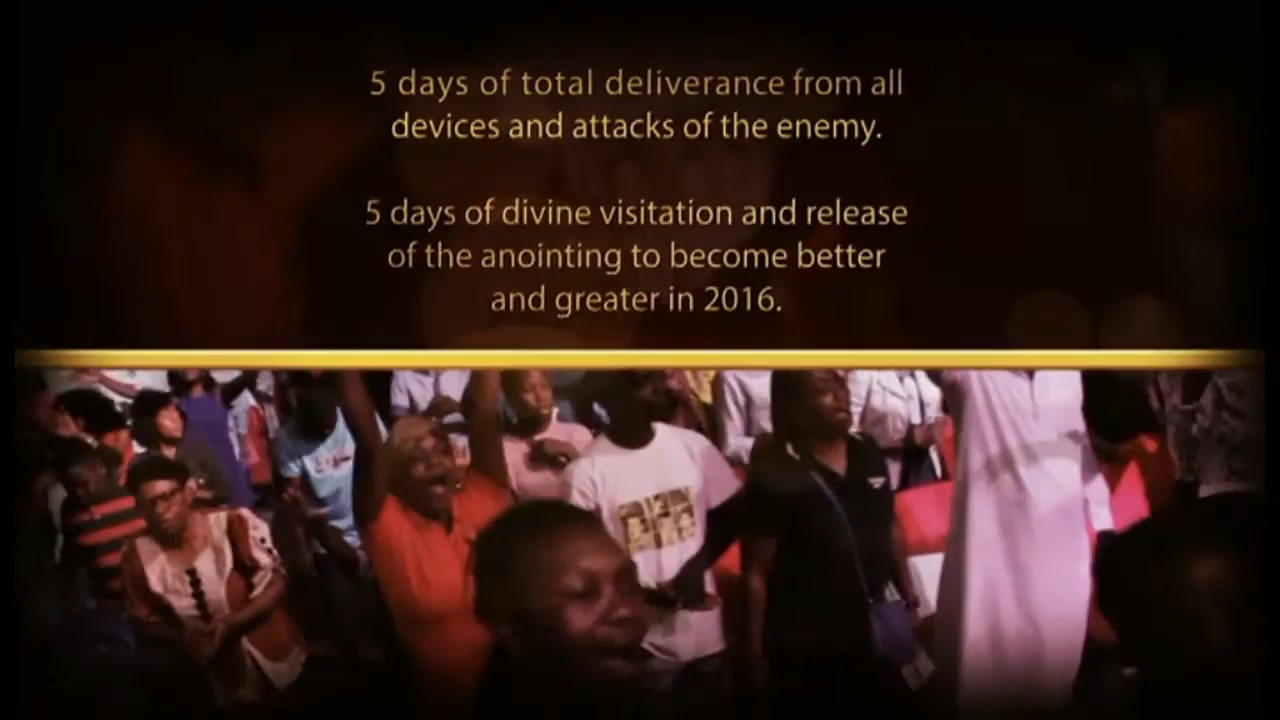 5 days of total deliverance from all
devices and attacks of the enemy.
5 days of divine visitation and release
of the anointing to become better
and greater in 2016.